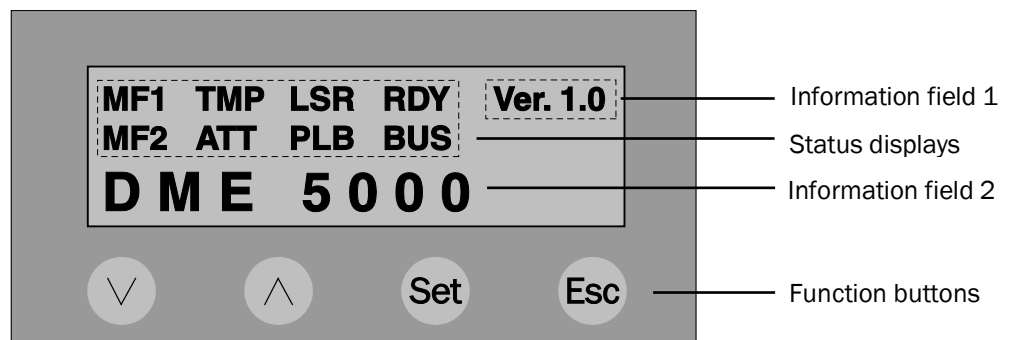 MF1 TMP LSR RDY Ver. 1.0
MF2 ATT PLB BUS
DME 5000
Set Esc
Information field 1
Status displays
Information field 2
Function buttons